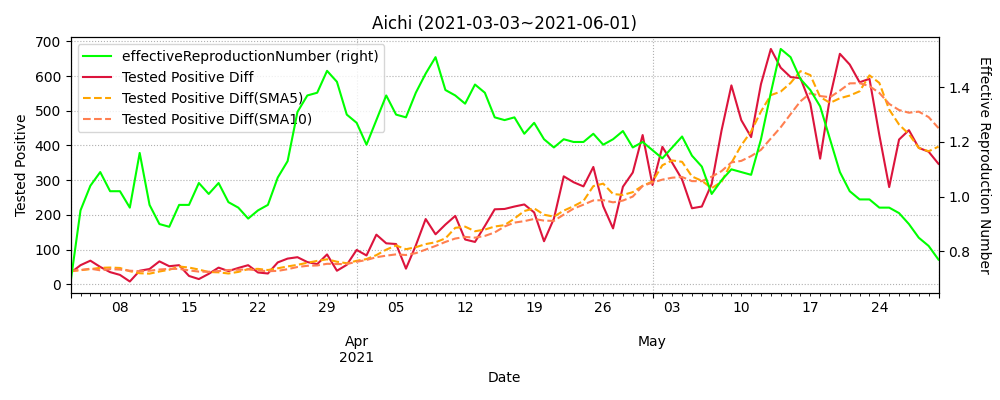 Aichi (2021-03-03~2021-06-01)
effectiveReproductionNumber (right)
Tested Positive Diff
Tested Positive Diff(SMA5)
Tested Positive Diff(SMA10)
Tested Positive
700
600
500
400
300
200
100
0
1.4
1.2
1.0
0.8
Effective Reproduction Number
08 15 22 29 05 12 19 26 03 10 17 24
Apr May
2021
Date